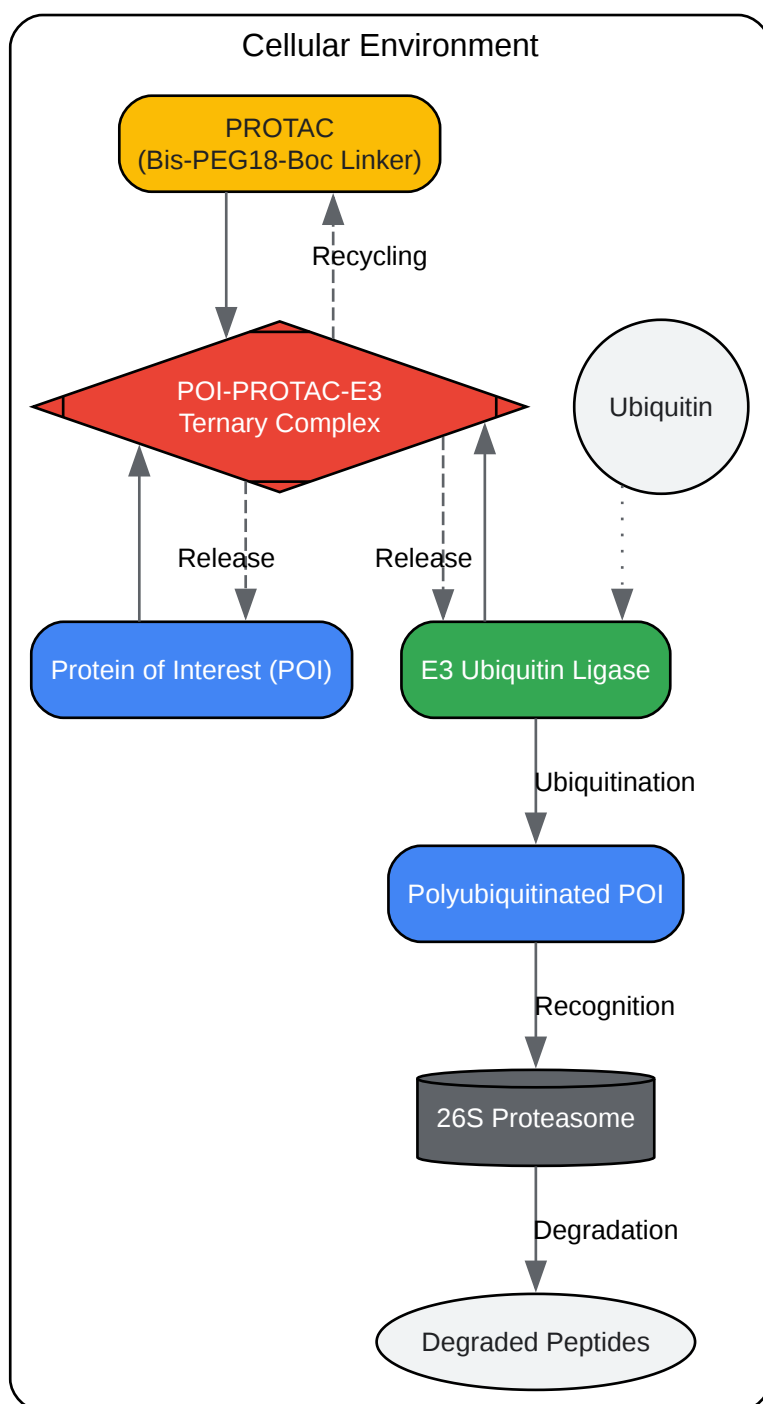 Cellular Environment
PROTAC
(Bis-PEG18-Boc Linker)
Recycling
POI-PROTAC-E3
Ternary Complex
Ubiquitin
Release
Release
Protein of Interest (POI)
E3 Ubiquitin Ligase
Ubiquitination
Polyubiquitinated POI
Recognition
26S Proteasome
Degradation
Degraded Peptides